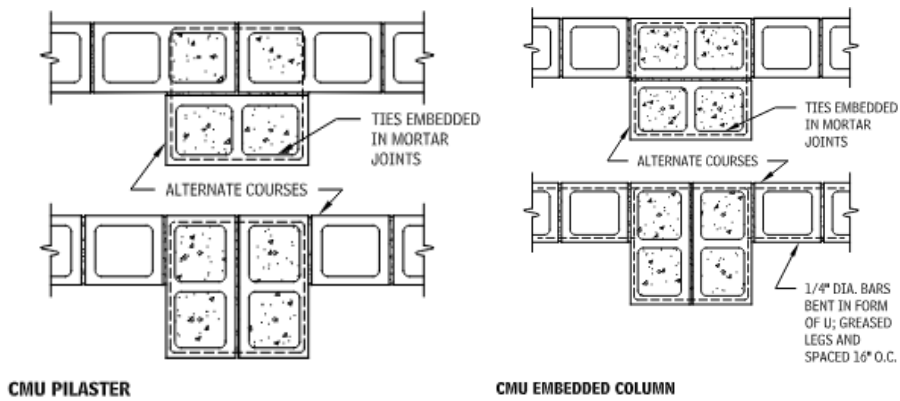 TIES EMBEDDED
IN MORTAR
JOINTS
ALTERNATE COURSES
CMU PILASTER
TIES EMBEDDED
IN MORTAR
JOINTS
ALTERNATE COURSES
1/4" DIA. BARS
BENT IN FORM
OF U; GREASED
LEGS AND
SPACED 16" O.C.
CMU EMBEDDED COLUMN